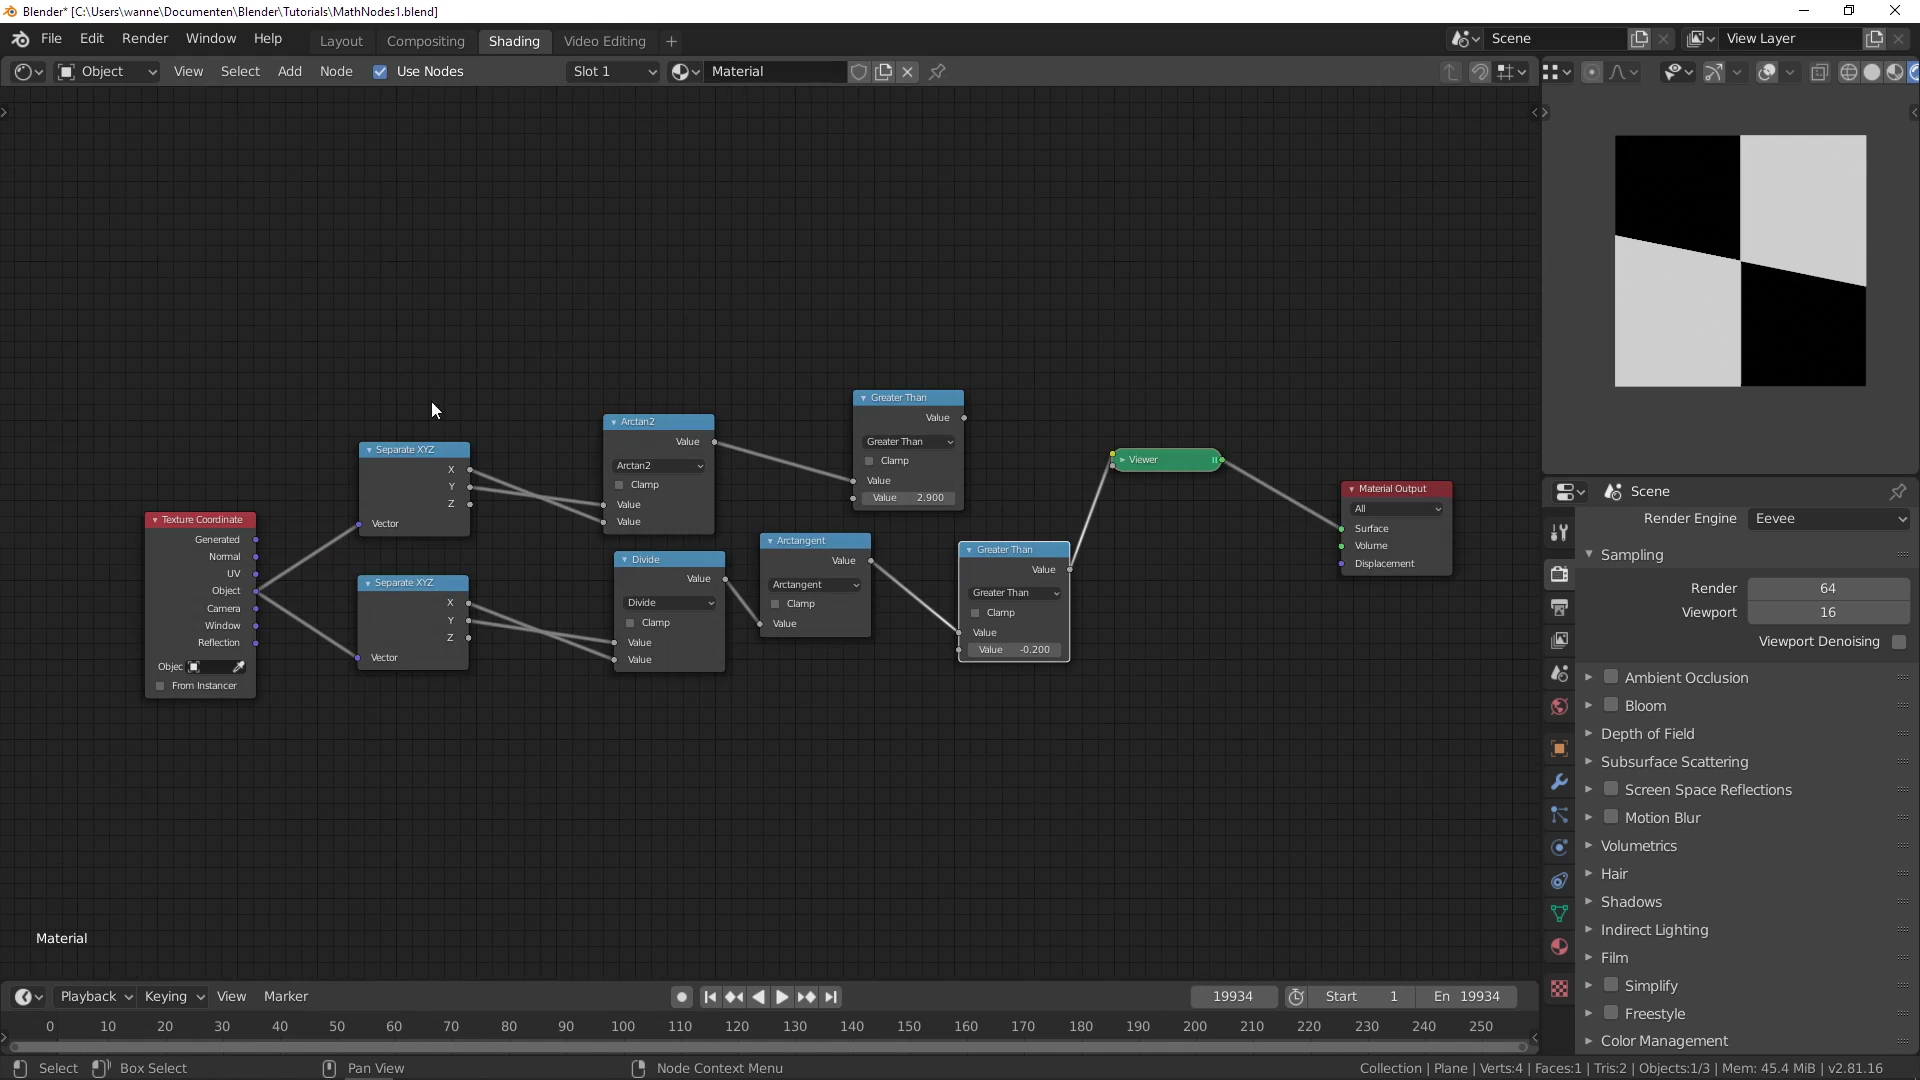 Blender* [C:\Users\wanne\Documenten\Blender\Tutorials\MathNodes1.blend]
File Edit Render Window Help Layout Compositing Shading Video Editing + Scene View Layer
Object View Select Add Node Use Nodes Slot 1 Material
Greater Than
Value
Greater Than
Clamp
Value
Value 2.900
Arctan2
Value
Arctan2
Clamp
Value
Value
Separate XYZ
X
Y
Z
Vector
Viewer
Material Output
All
Surface
Volume
Displacement
Texture Coordinate
Generated
Normal
UV
Object
Camera
Window
Reflection
Objec
From Instancer
Separate XYZ
X
Y
Z
Vector
Divide
Value
Divide
Clamp
Value
Value
Arctangent
Value
Arctangent
Clamp
Value
Greater Than
Value
Greater Than
Clamp
Value
Value -0.200
Material
Scene
Render Engine Eevee
Sampling
Render 64
Viewport 16
Viewport Denoising
Ambient Occlusion
Bloom
Depth of Field
Subsurface Scattering
Screen Space Reflections
Motion Blur
Volumetrics
Hair
Shadows
Indirect Lighting
Film
Simplify
Freestyle
Color Management
Playback Keying View Marker 19934 Start 1 En 19934
0 10 20 30 40 50 60 70 80 90 100 110 120 130 140 150 160 170 180 190 200 210 220 230 240 250
Select Box Select Pan View Node Context Menu Collection | Plane | Verts:4 | Faces:1 | Tris:2 | Objects:1/3 | Mem: 45.4 MiB | v2.81.16